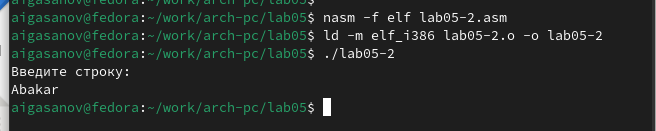 aigasanov@fedora:~/work/arch-pc/lab05$ nasm -f elf lab05-2.asm
aigasanov@fedora:~/work/arch-pc/lab05$ ld -m elf_i386 lab05-2.o -o lab05-2
aigasanov@fedora:~/work/arch-pc/lab05$ ./lab05-2
Введите строку:
Abakar
aigasanov@fedora:~/work/arch-pc/lab05$